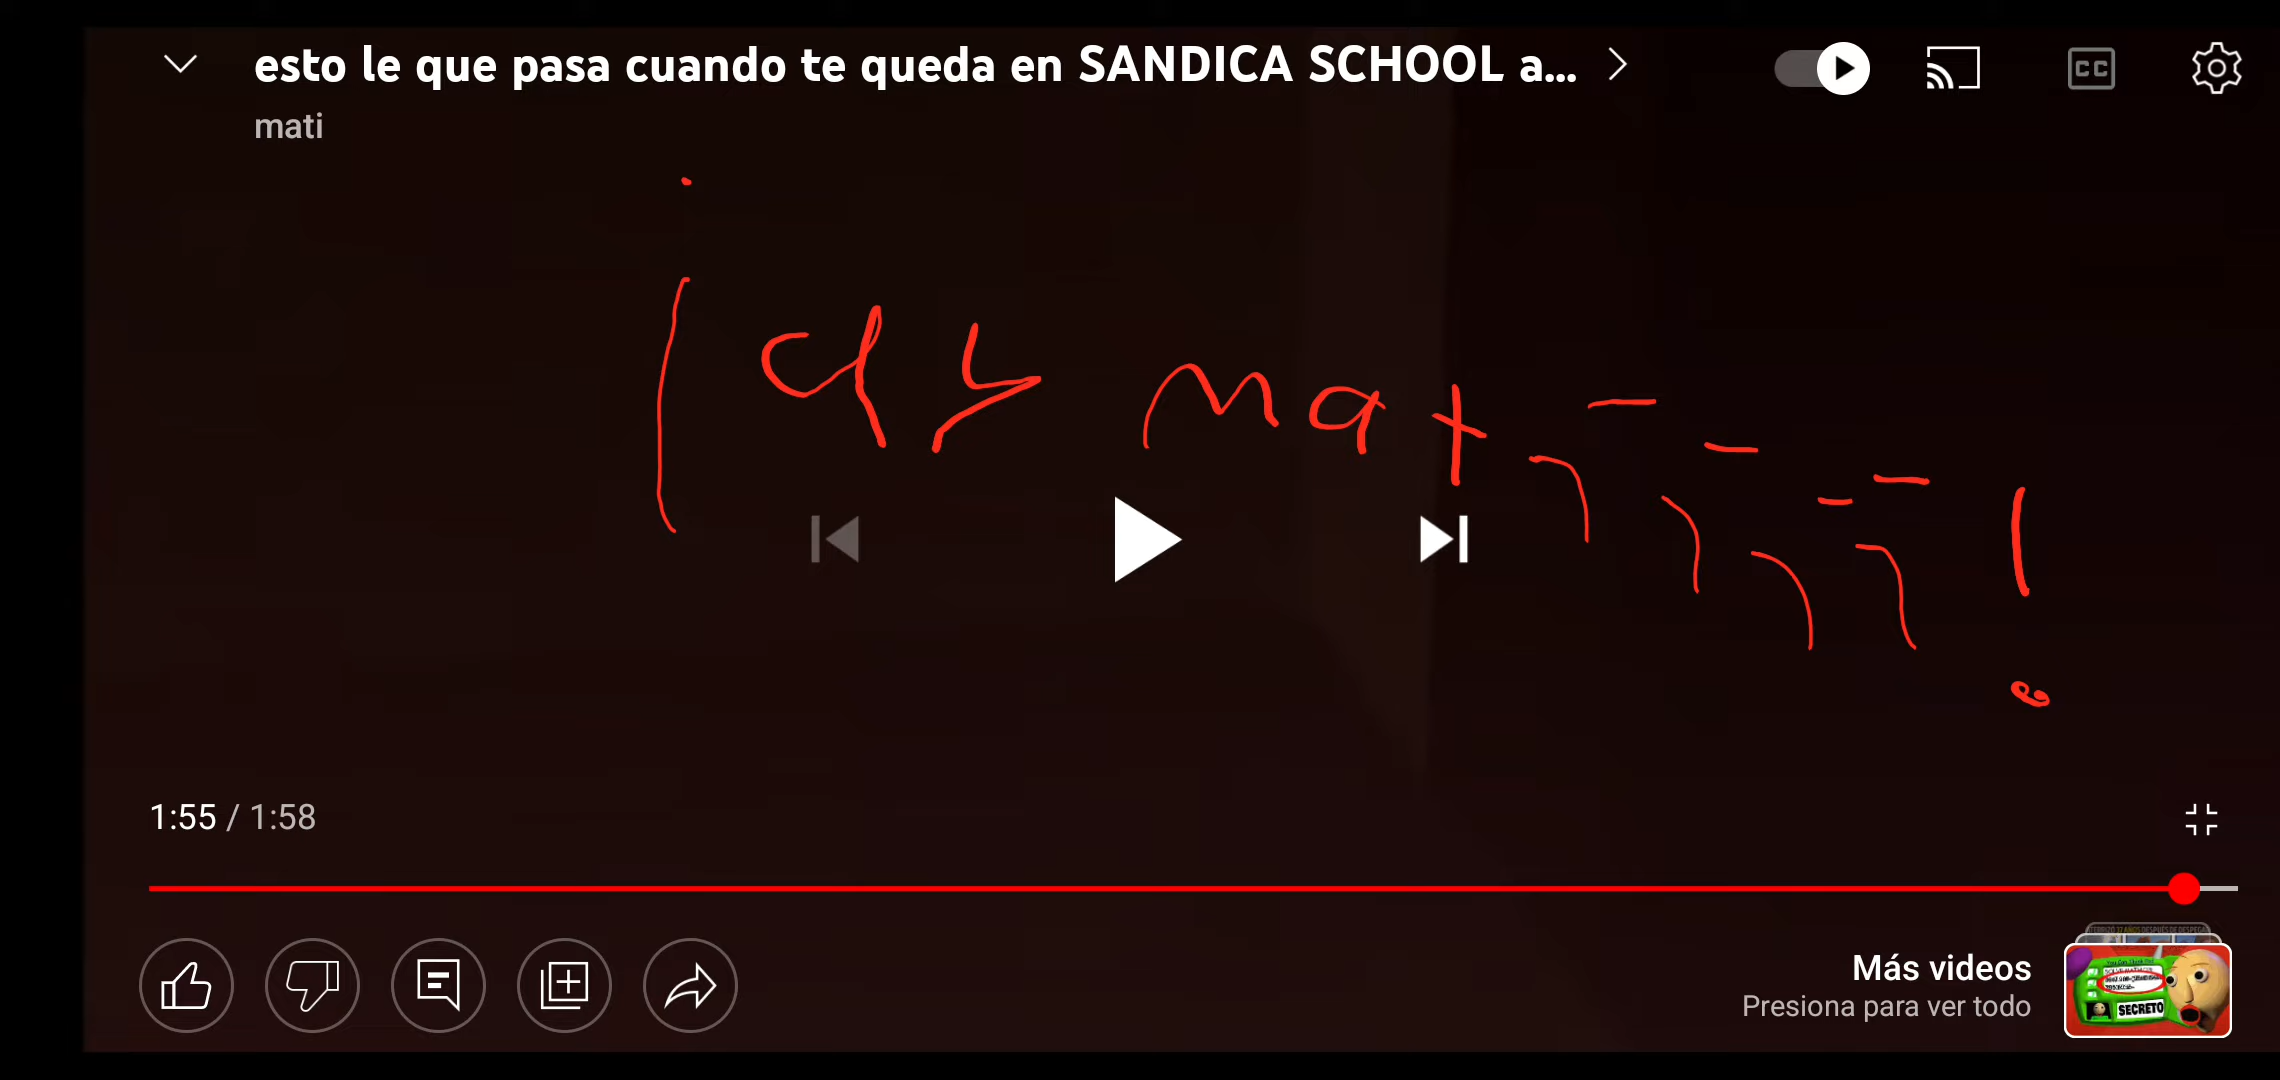 esto le que pasa cuando te queda en SANDICA SCHOOL a...
mati
CC
¡ay matiiii!
1:55 / 1:58
Más videos
Presiona para ver todo
SECRETO